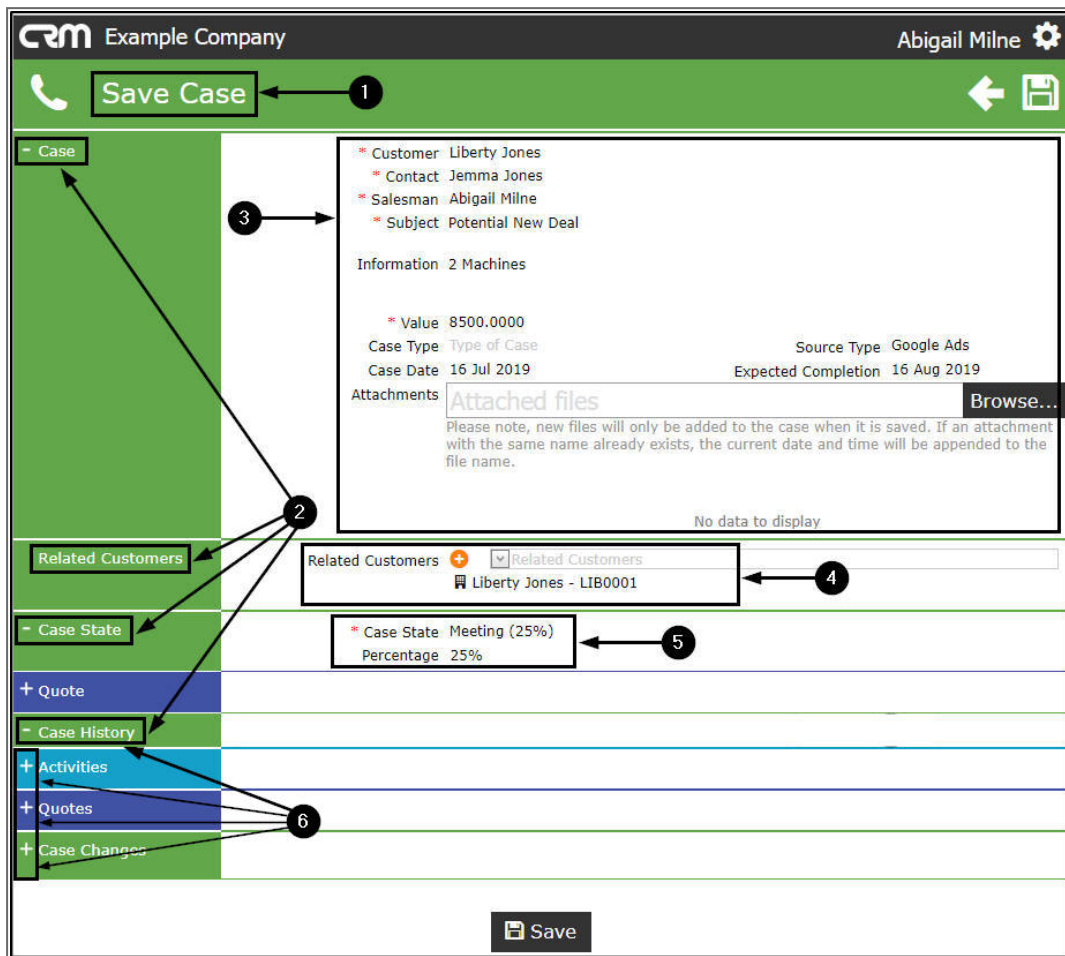 CRM Example Company
Abigail Milne
Save Case
1
- Case
* Customer Liberty Jones
* Contact Jemma Jones
* Salesman Abigail Milne
* Subject Potential New Deal
3
Information 2 Machines
* Value 8500.0000
Case Type Type of Case
Source Type Google Ads
Case Date 16 Jul 2019
Expected Completion 16 Aug 2019
Attachments Attached files
Browse...
Please note, new files will only be added to the case when it is saved. If an attachment
with the same name already exists, the current date and time will be appended to the
file name.
2
No data to display
Related Customers
Related Customers + Related Customers
Liberty Jones - LIB0001
4
- Case State
* Case State Meeting (25%)
Percentage 25%
5
+ Quote
- Case History
+ Activities
+ Quotes
6
+ Case Changes
Save